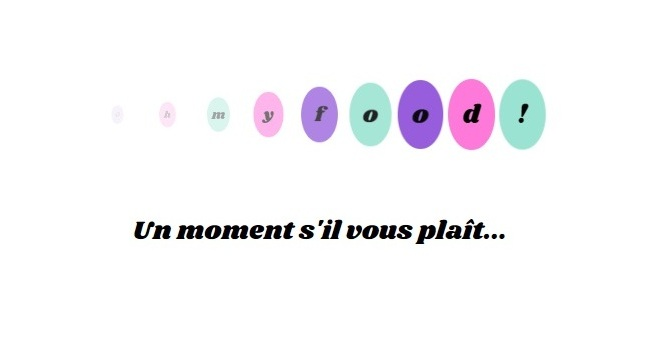 o h m y f o o d !
Un moment s'il vous plaît...